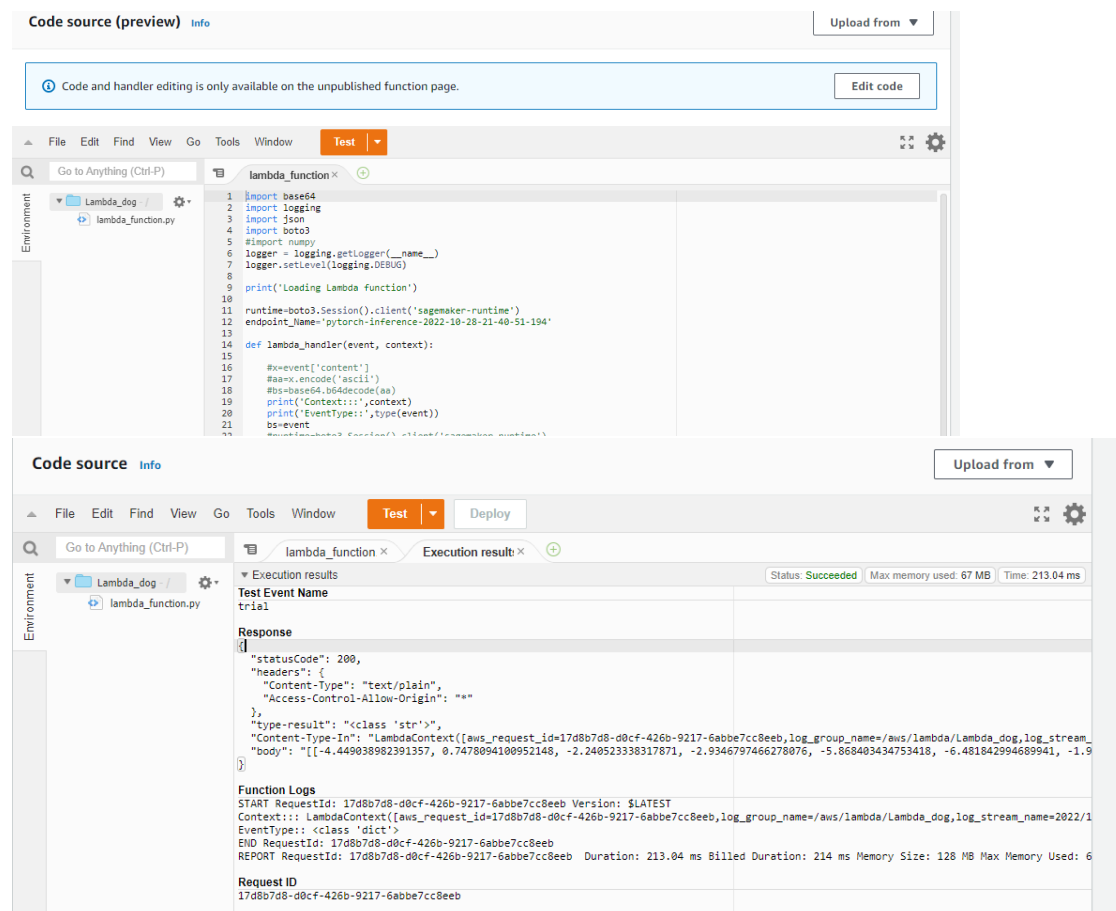 Code source (preview) Info
Upload from ▼
Code and handler editing is only available on the unpublished function page.
Edit code
File Edit Find View Go Tools Window Test
Go to Anything (Ctrl-P)
lambda_function ×
Environment
Lambda_dog - /
lambda_function.py
1 import base64
2 import logging
3 import json
4 import boto3
5 #import numpy
6 logger = logging.getLogger(__name__)
7 logger.setLevel(logging.DEBUG)
8
9 print('Loading Lambda function')
10
11 runtime=boto3.Session().client('sagemaker-runtime')
12 endpoint_Name='pytorch-inference-2022-10-28-21-40-51-194'
13
14 def lambda_handler(event, context):
15
16 #x=event['content']
17 #aa=x.encode('ascii')
18 #bs=base64.b64decode(aa)
19 print('Context:::',context)
20 print('EventType::',type(event))
21 bs=event
22 #runtime=boto3.Session().client('sagemaker-runtime')
Code source Info
Upload from ▼
File Edit Find View Go Tools Window Test Deploy
Go to Anything (Ctrl-P)
lambda_function × Execution results ×
Environment
Lambda_dog - /
lambda_function.py
Execution results Status: Succeeded Max memory used: 67 MB Time: 213.04 ms
Test Event Name
trial
Response
{
"statusCode": 200,
"headers": {
"Content-Type": "text/plain",
"Access-Control-Allow-Origin": "*"
},
"type-result": "<class 'str'>",
"Content-Type-In": "LambdaContext([aws_request_id=17d8b7d8-d0cf-426b-9217-6abbe7cc8eeb,log_group_name=/aws/lambda/Lambda_dog,log_stream_
"body": "[[-4.449038982391357, 0.7478094100952148, -2.240523338317871, -2.9346797466278076, -5.868403434753418, -6.481842994689941, -1.9
}
Function Logs
START RequestId: 17d8b7d8-d0cf-426b-9217-6abbe7cc8eeb Version: $LATEST
Context::: LambdaContext([aws_request_id=17d8b7d8-d0cf-426b-9217-6abbe7cc8eeb,log_group_name=/aws/lambda/Lambda_dog,log_stream_name=2022/1
EventType:: <class 'dict'>
END RequestId: 17d8b7d8-d0cf-426b-9217-6abbe7cc8eeb
REPORT RequestId: 17d8b7d8-d0cf-426b-9217-6abbe7cc8eeb Duration: 213.04 ms Billed Duration: 214 ms Memory Size: 128 MB Max Memory Used: 6
Request ID
17d8b7d8-d0cf-426b-9217-6abbe7cc8eeb